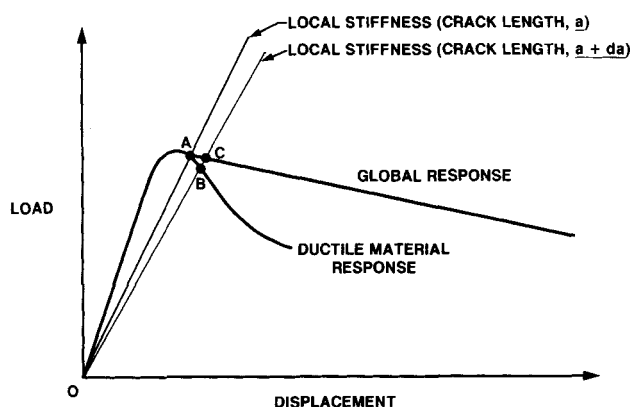 LOCAL STIFFNESS (CRACK LENGTH, a)
LOCAL STIFFNESS (CRACK LENGTH, a + da)
A
C
B
GLOBAL RESPONSE
LOAD
DUCTILE MATERIAL
RESPONSE
O
DISPLACEMENT